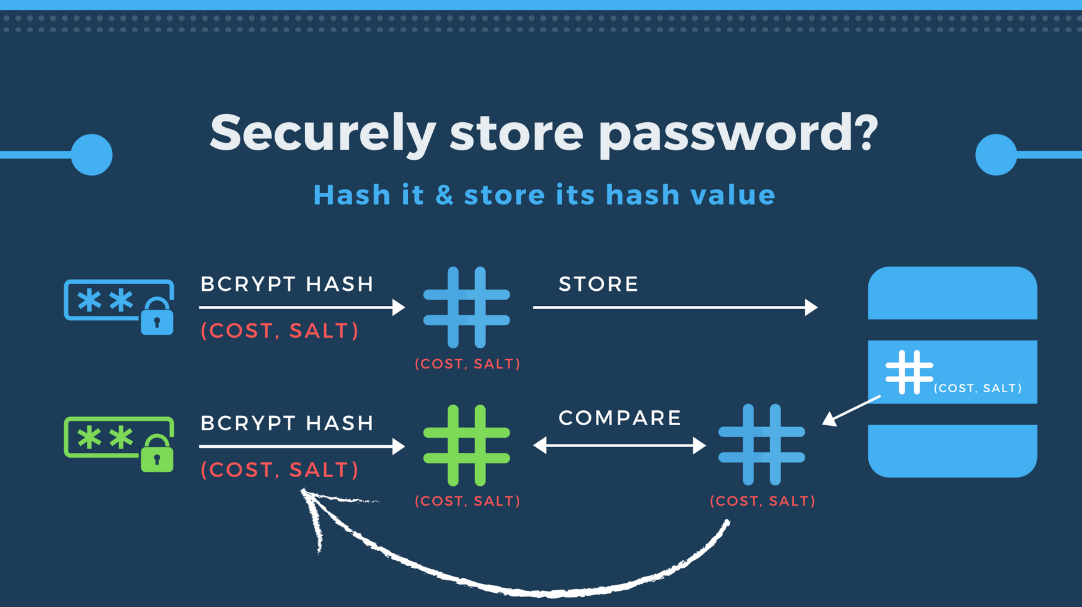 Securely store password?
Hash it & store its hash value
** BCRYPT HASH
(COST, SALT)
#
(COST, SALT)
STORE
#(COST, SALT)
** BCRYPT HASH
(COST, SALT)
#
(COST, SALT)
COMPARE
#
(COST, SALT)